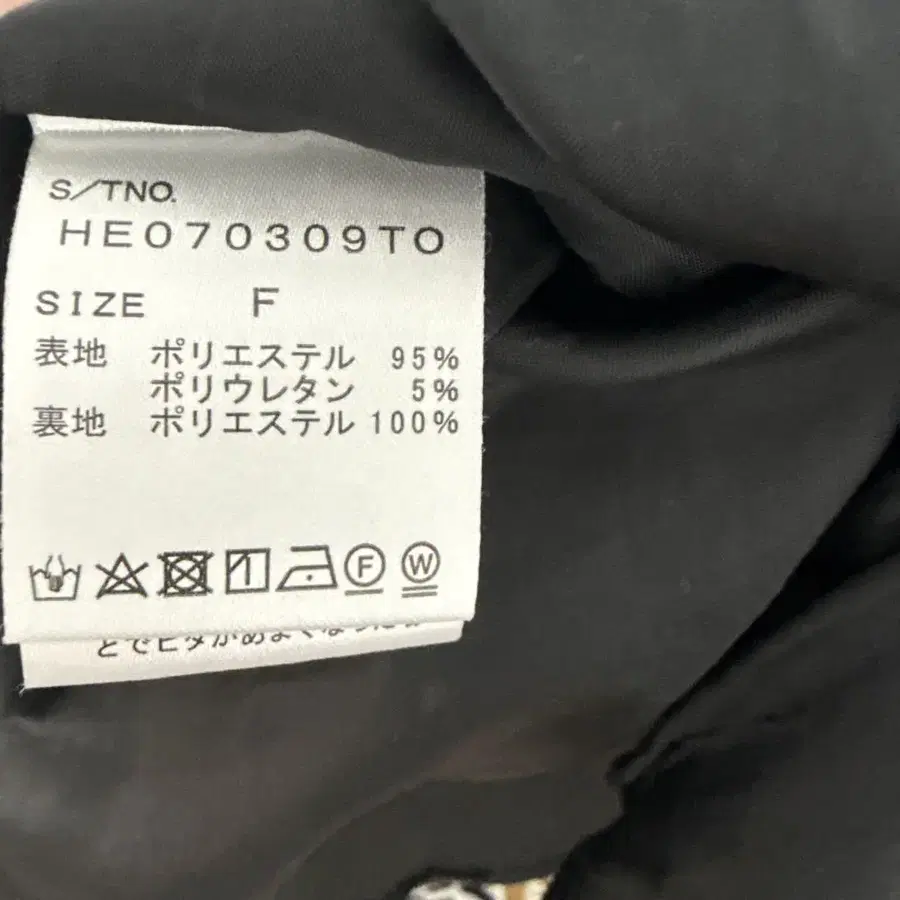 S/TNO.
HE070309TO
SIZE F
表地 ポリエステル 95%
ポリウレタン 5%
裏地 ポリエステル 100%
F W